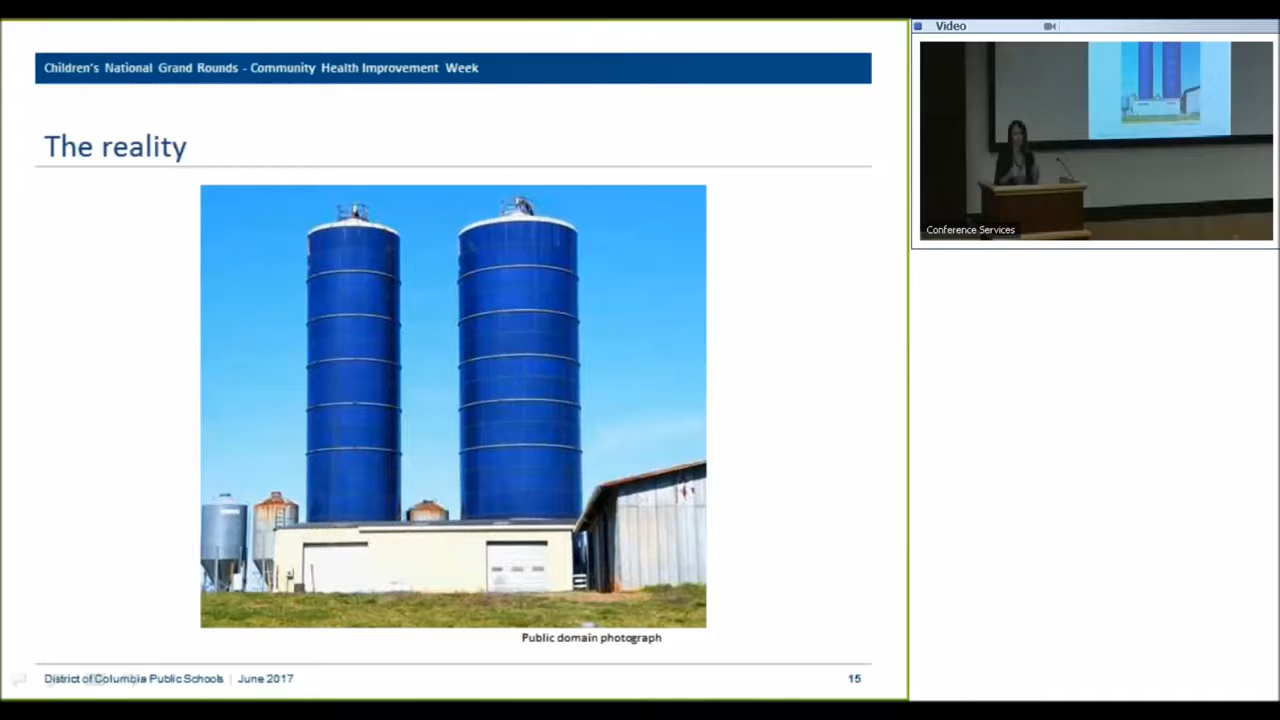 Children's National Grand Rounds - Community Health Improvement Week
The reality
Public domain photograph
District of Columbia Public Schools | June 2017
15
Video
Conference Services